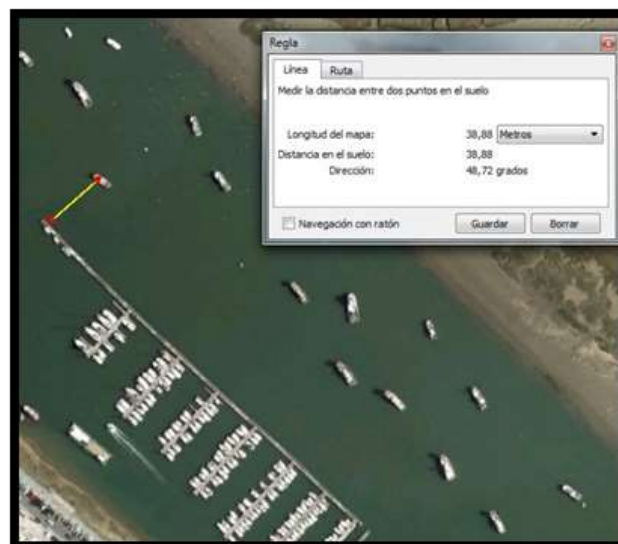 Regla
Línea Ruta
Medir la distancia entre dos puntos en el suelo
Longitud del mapa: 38,88 Metros
Distancia en el suelo: 38,88
Dirección: 48,72 grados
Navegación con ratón Guardar Borrar